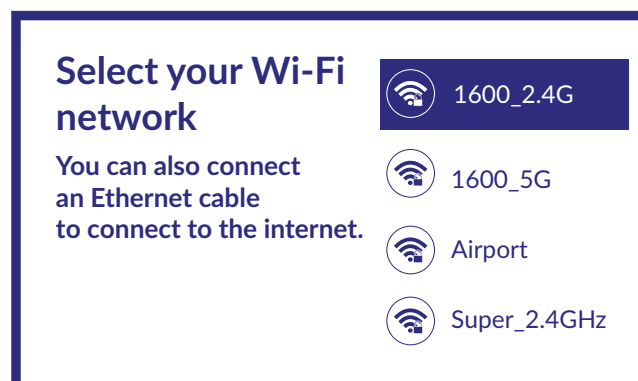 Select your Wi-Fi
network
You can also connect
an Ethernet cable
to connect to the internet.
1600_2.4G
1600_5G
Airport
Super_2.4GHz